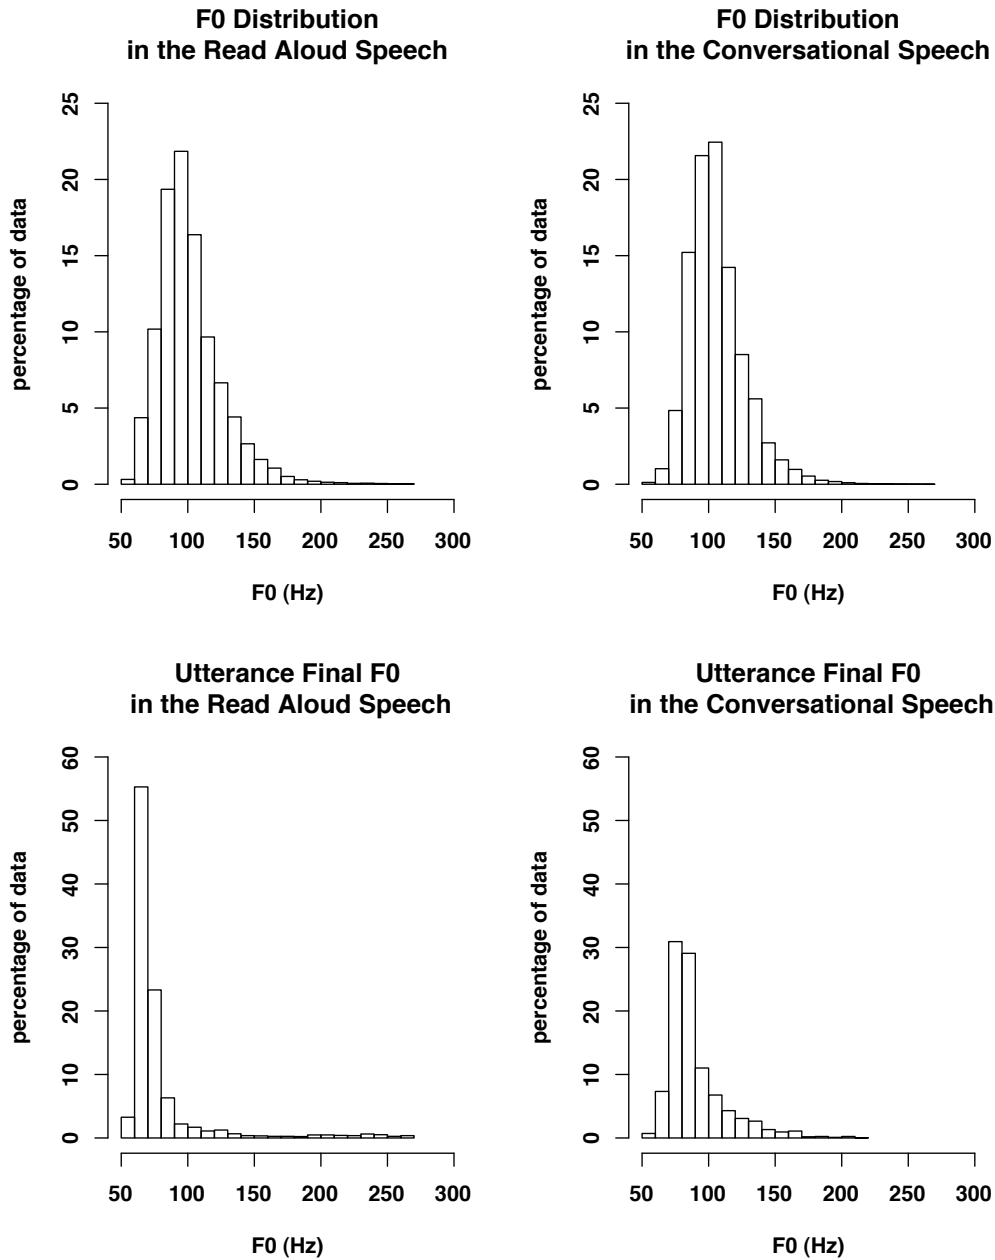 F0 Distribution
in the Read Aloud Speech
percentage of data
25
20
15
10
5
0
50 100 150 200 250 300
F0 (Hz)
F0 Distribution
in the Conversational Speech
percentage of data
25
20
15
10
5
0
50 100 150 200 250 300
F0 (Hz)
Utterance Final F0
in the Read Aloud Speech
percentage of data
60
50
40
30
20
10
0
50 100 150 200 250 300
F0 (Hz)
Utterance Final F0
in the Conversational Speech
percentage of data
60
50
40
30
20
10
0
50 100 150 200 250 300
F0 (Hz)